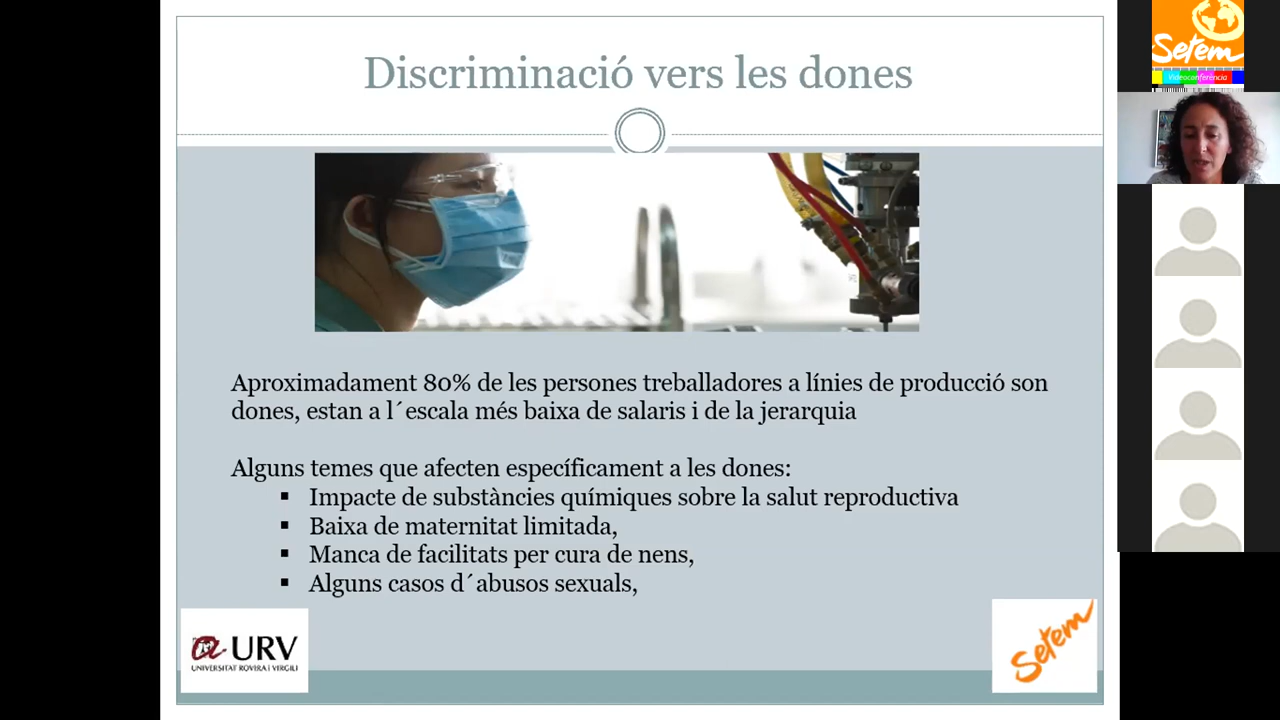 Discriminació vers les dones
Aproximadament 80% de les persones treballadores a línies de producció son
dones, estan a l´escala més baixa de salaris i de la jerarquia
Alguns temes que afecten específicament a les dones:
▪ Impacte de substàncies químiques sobre la salut reproductiva
▪ Baixa de maternitat limitada,
▪ Manca de facilitats per cura de nens,
▪ Alguns casos d´abusos sexuals,
URV
UNIVERSITAT ROVIRA i VIRGILI
Setem
Setem
Videoconferència